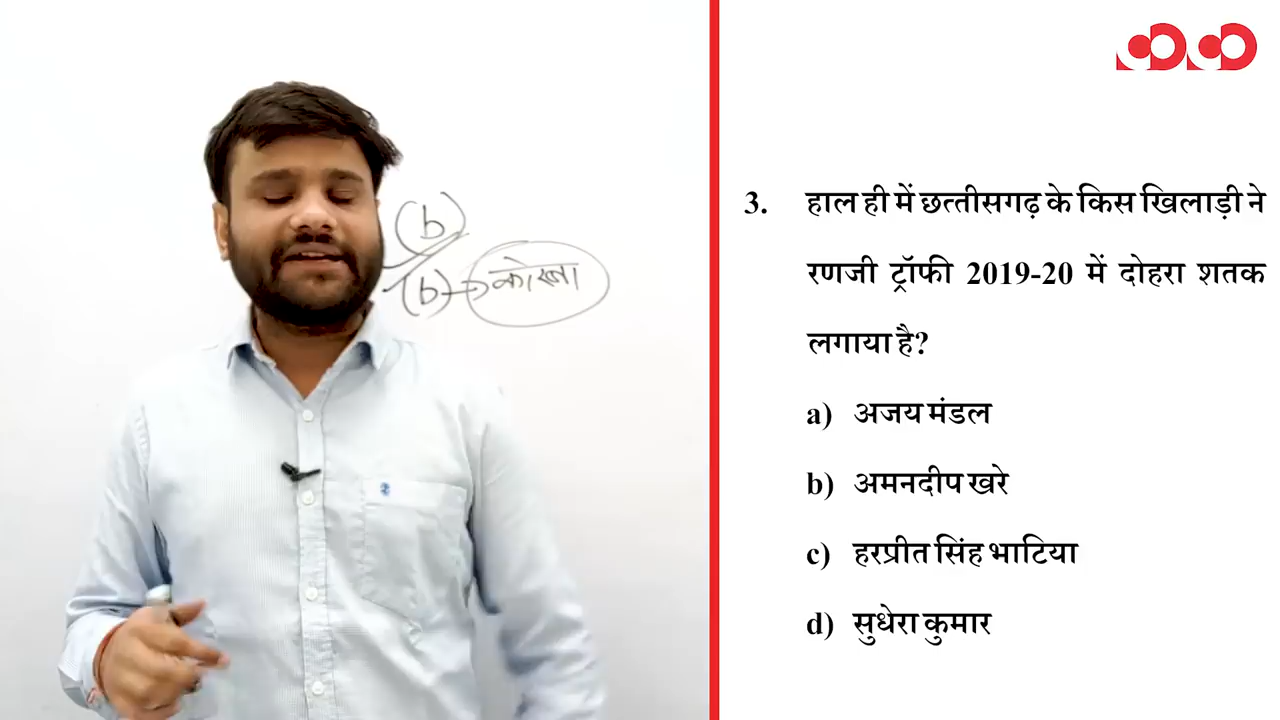 (b)
(b) → कोरबा
3. हाल ही में छत्तीसगढ़ के किस खिलाड़ी ने
रणजी ट्रॉफी 2019-20 में दोहरा शतक
लगाया है?
a) अजय मंडल
b) अमनदीप खरे
c) हरप्रीत सिंह भाटिया
d) सुधेरा कुमार